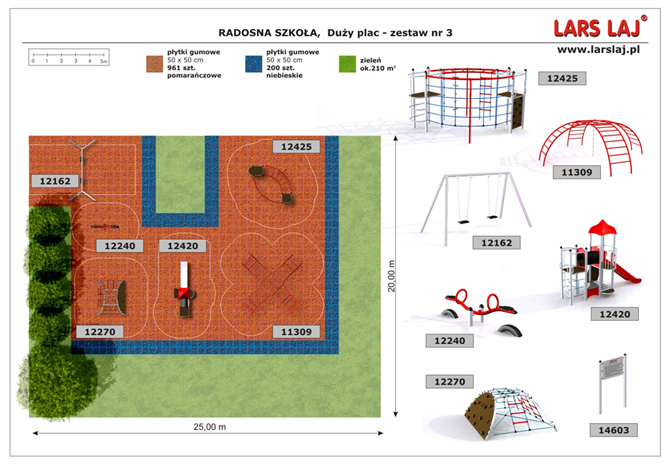 RADOSNA SZKOŁA, Duży plac - zestaw nr 3
LARS LAJ®
www.larslaj.pl
0 1 2 3 4 5m
płytki gumowe
50 x 50 cm
961 szt.
pomarańczowe
płytki gumowe
50 x 50 cm
200 szt.
niebieskie
zieleń
ok.210 m²
12425
11309
12162
12420
12240
12270
14603
12425
12162
12240
12420
12270
11309
20,00 m
25,00 m